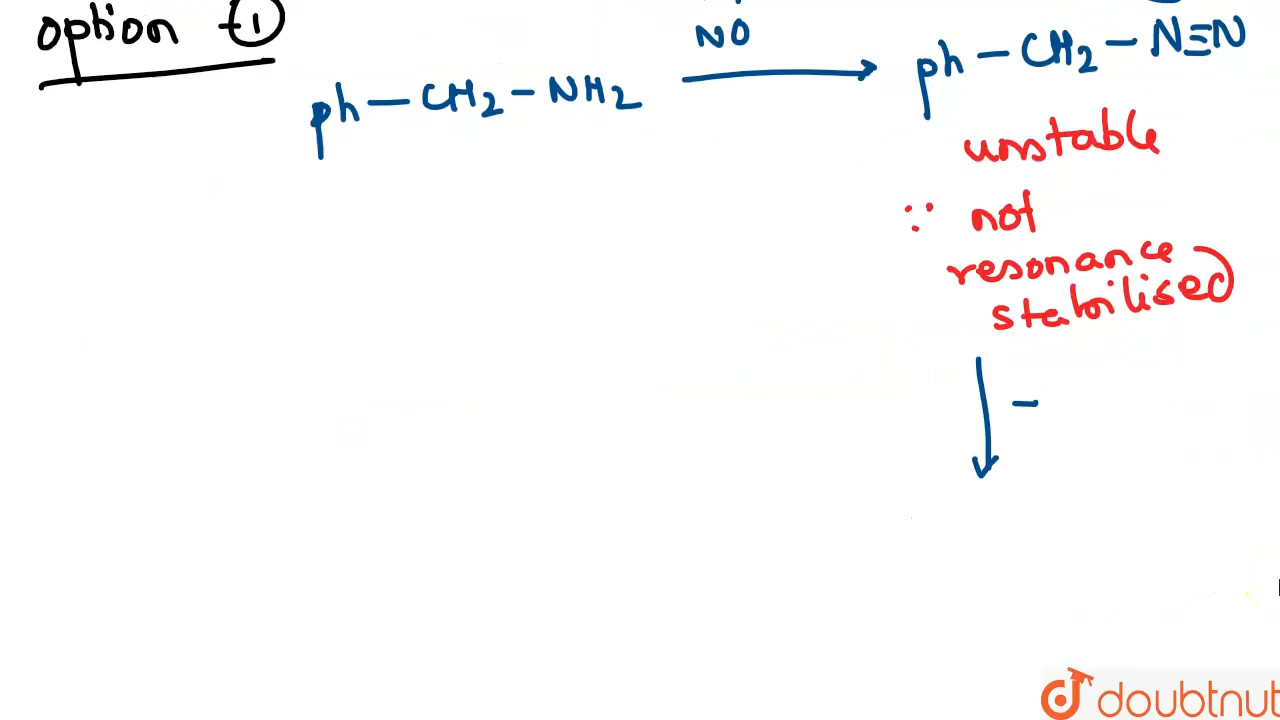 option -①
NO
ph-CH2-NH2
ph-CH2-N≡N
unstable
∵ not
resonance
stabilised
-
doubtnut